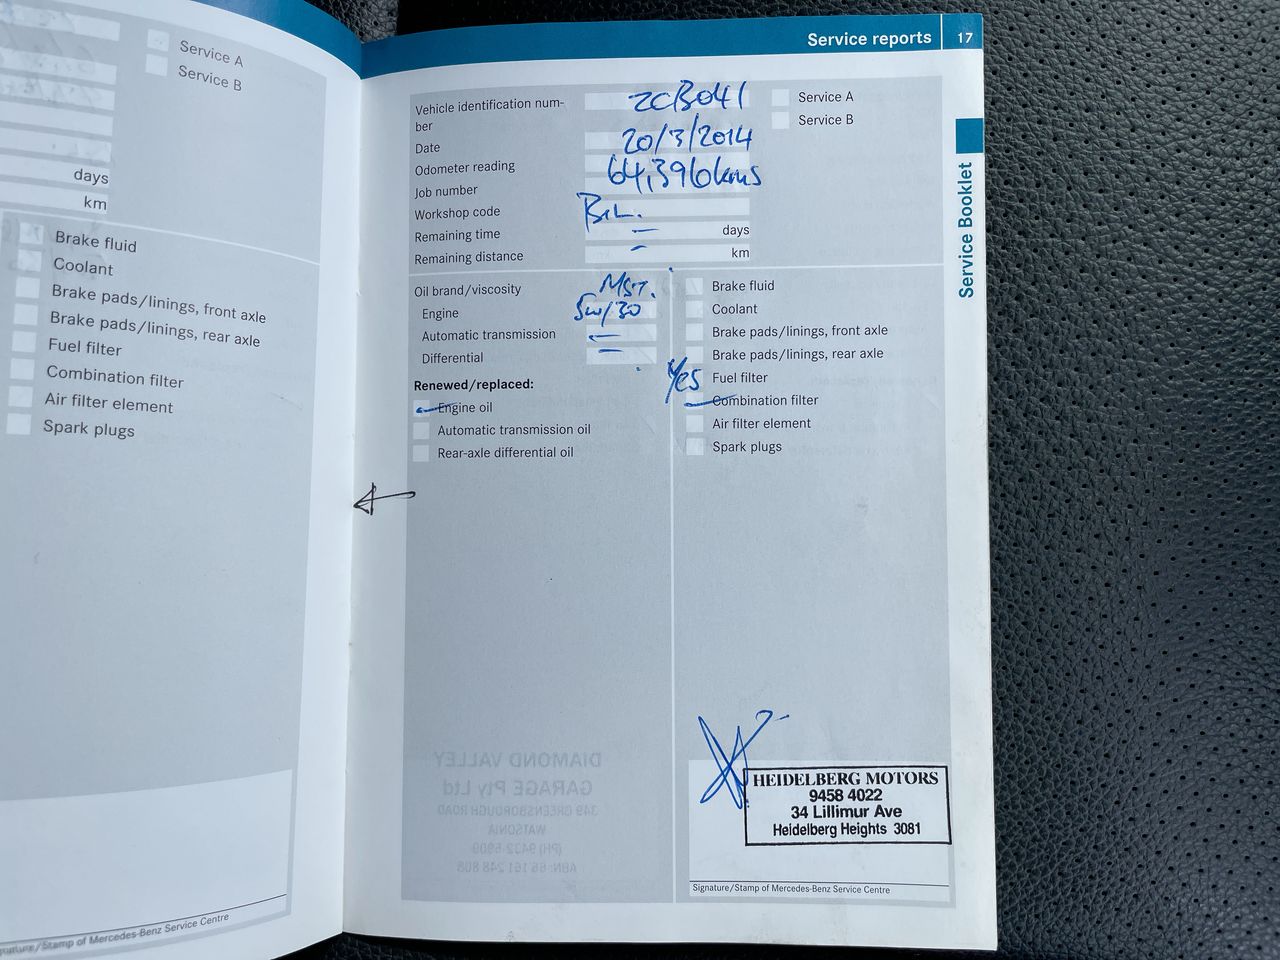 Service A
Service B
days
km
Brake fluid
Coolant
Brake pads/linings, front axle
Brake pads/linings, rear axle
Fuel filter
Combination filter
Air filter element
Spark plugs
Signature/Stamp of Mercedes-Benz Service Centre
Service reports 17
Vehicle identification num-
ber ZCB041
Date 20/3/2014
Odometer reading 64,396kms
Job number
Workshop code
Remaining time – days
Remaining distance – km
Service A
Service B
Service Booklet
Oil brand/viscosity
Engine 5w/30
Automatic transmission –
Differential –
Renewed/replaced:
Engine oil
Automatic transmission oil
Rear-axle differential oil
Brake fluid
Coolant
Brake pads/linings, front axle
Brake pads/linings, rear axle
Yes Fuel filter
Combination filter
Air filter element
Spark plugs
DIAMOND VALLEY
GARAGE Pty Ltd
349 GREENSBOROUGH ROAD
WATSONIA
HEIDELBERG MOTORS
9458 4022
34 Lillimur Ave
Heidelberg Heights 3081
Signature/Stamp of Mercedes-Benz Service Centre